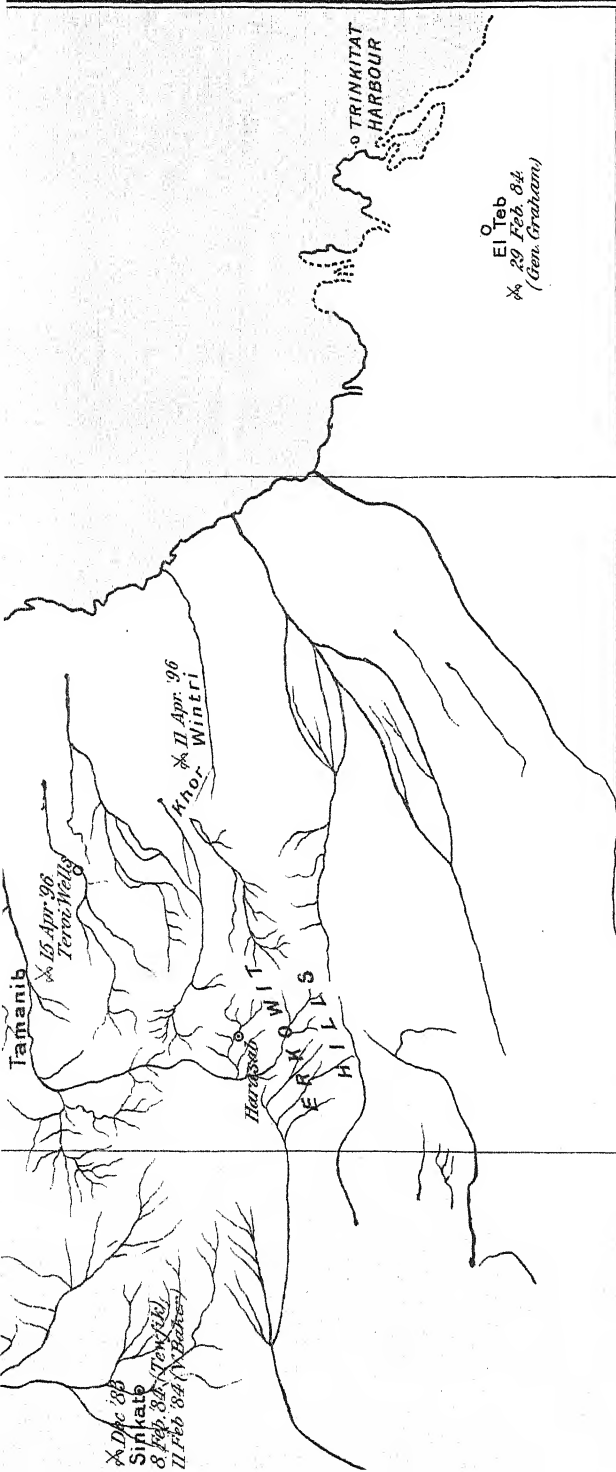 Tamanib
15 Apr '96
Teroi Wells
Dec '83
Sinkat
8 Feb. 84 (Tewfik)
11 Feb '84 (V. Baker)
11 Apr. '96
Khor Wintri
Harasab
ERKOWIT
HILLS
TRINKITAT
HARBOUR
El Teb
29 Feb. 84.
(Gen. Graham)